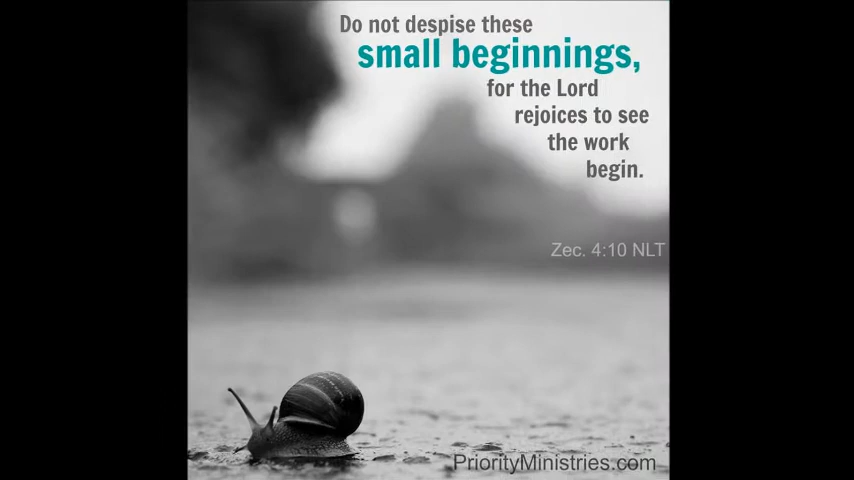 Do not despise these
small beginnings,
for the Lord
rejoices to see
the work
begin.
Zec. 4:10 NLT
PriorityMinistries.com